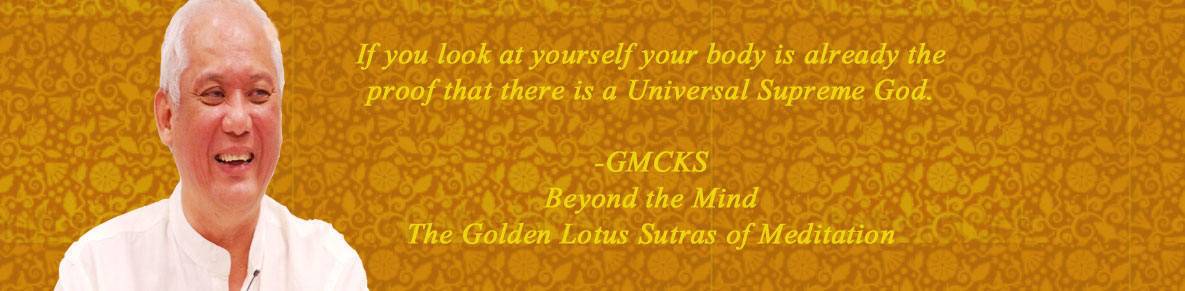 If you look at yourself your body is already the
proof that there is a Universal Supreme God.
-GMCKS
Beyond the Mind
The Golden Lotus Sutras of Meditation